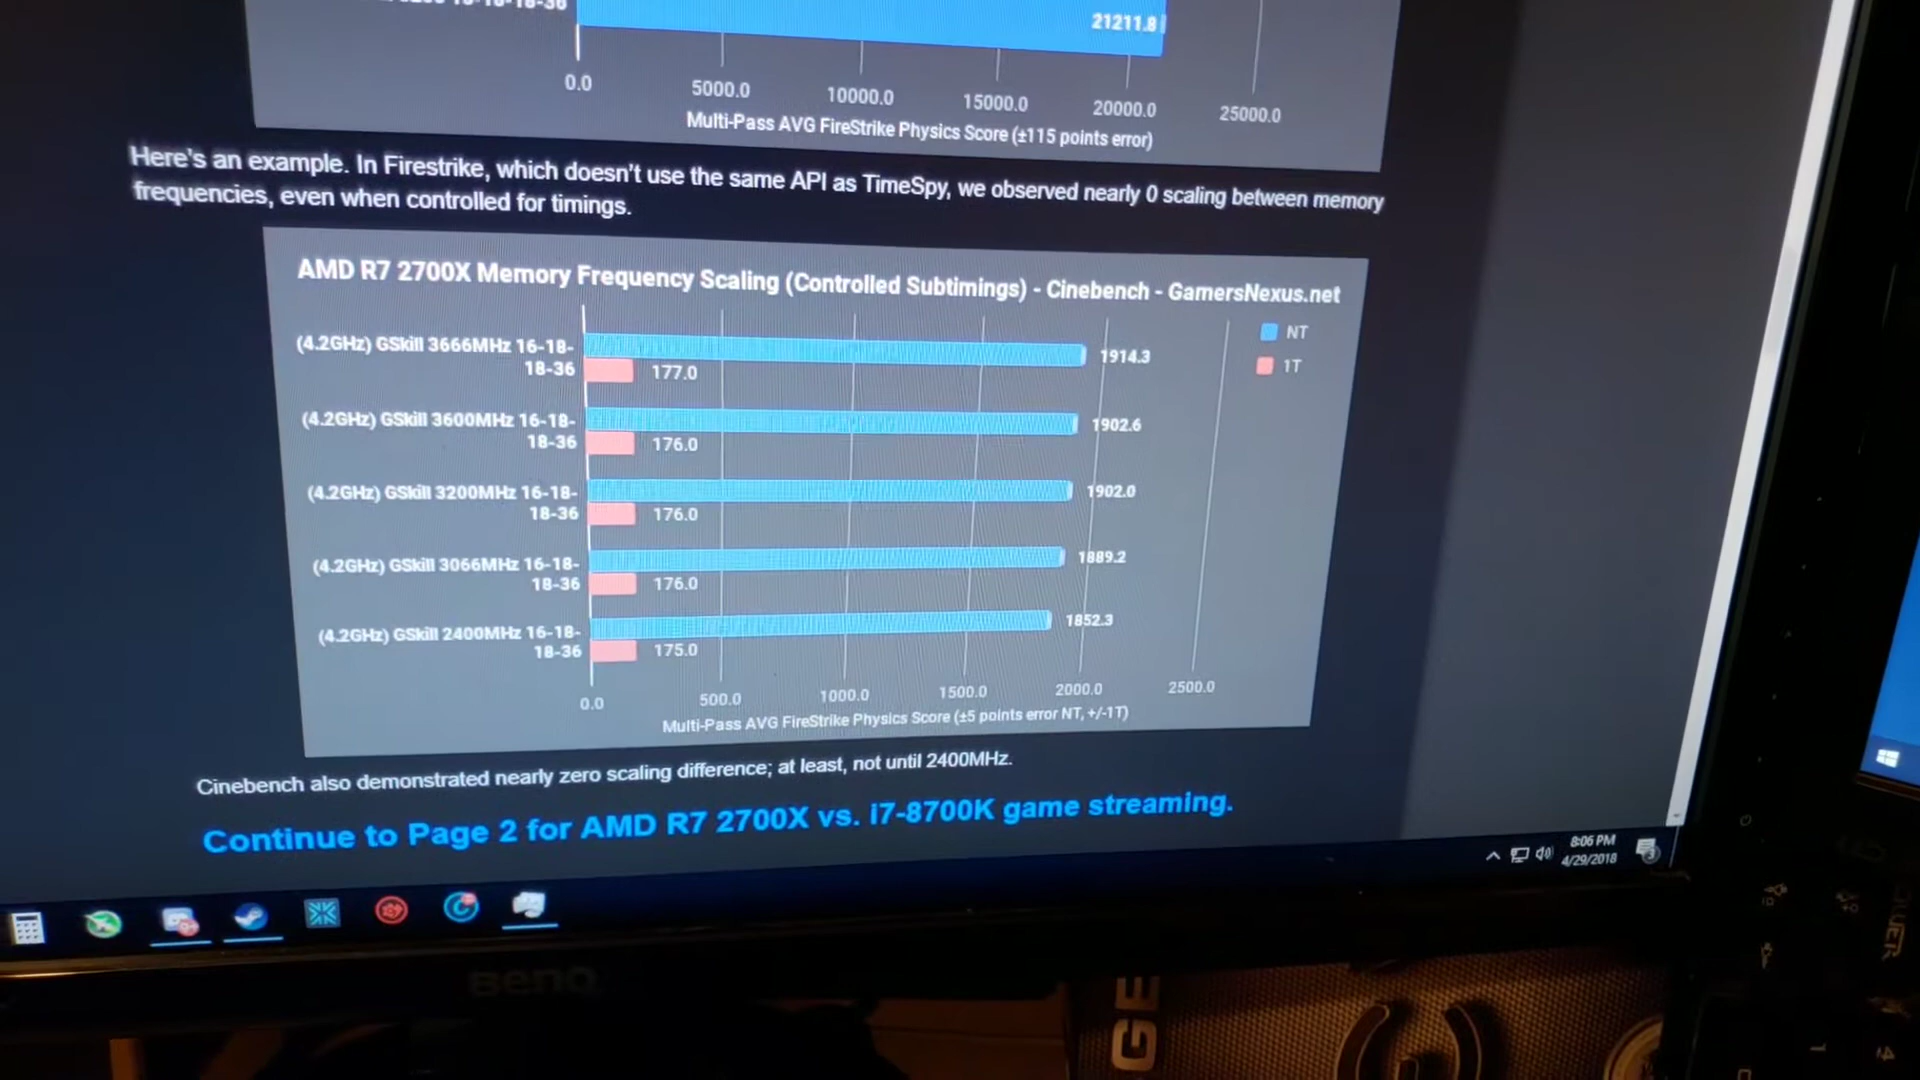 21211.8
0.0 5000.0 10000.0 15000.0 20000.0 25000.0
Multi-Pass AVG FireStrike Physics Score (±115 points error)
Here's an example. In Firestrike, which doesn't use the same API as TimeSpy, we observed nearly 0 scaling between memory
frequencies, even when controlled for timings.
AMD R7 2700X Memory Frequency Scaling (Controlled Subtimings) - Cinebench - GamersNexus.net
NT
1T
(4.2GHz) GSkill 3666MHz 16-18-
18-36
1914.3
177.0
(4.2GHz) GSkill 3600MHz 16-18-
18-36
1902.6
176.0
(4.2GHz) GSkill 3200MHz 16-18-
18-36
1902.0
176.0
(4.2GHz) GSkill 3066MHz 16-18-
18-36
1889.2
176.0
(4.2GHz) GSkill 2400MHz 16-18-
18-36
1852.3
175.0
0.0 500.0 1000.0 1500.0 2000.0 2500.0
Multi-Pass AVG FireStrike Physics Score (±5 points error NT, +/-1T)
Cinebench also demonstrated nearly zero scaling difference; at least, not until 2400MHz.
Continue to Page 2 for AMD R7 2700X vs. i7-8700K game streaming.
8:06 PM
4/29/2018
3
BenQ
GE